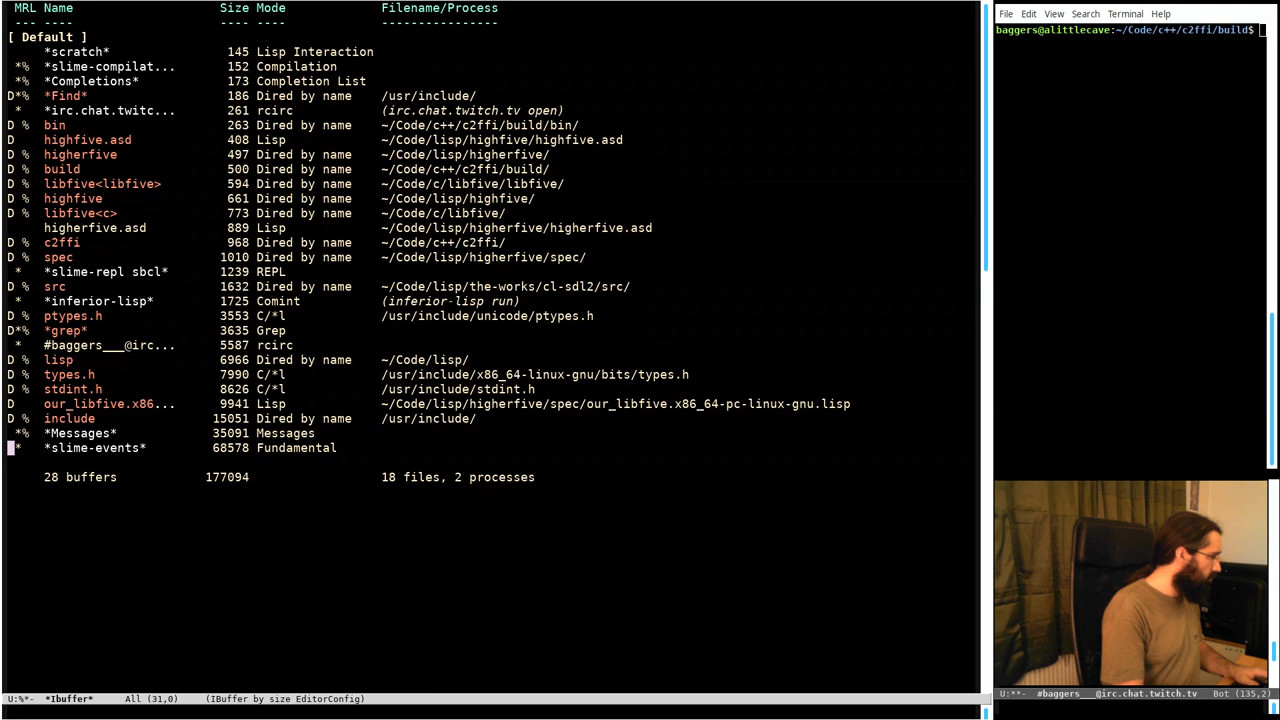 MRL Name Size Mode Filename/Process
--- ---- ---- ---- ----------------
[ Default ]
*scratch* 145 Lisp Interaction
*% *slime-compilat... 152 Compilation
*% *Completions* 173 Completion List
D*% *Find* 186 Dired by name /usr/include/
* *irc.chat.twitc... 261 rcirc (irc.chat.twitch.tv open)
D % bin 263 Dired by name ~/Code/c++/c2ffi/build/bin/
D highfive.asd 408 Lisp ~/Code/lisp/highfive/highfive.asd
D % higherfive 497 Dired by name ~/Code/lisp/higherfive/
D % build 500 Dired by name ~/Code/c++/c2ffi/build/
D % libfive<libfive> 594 Dired by name ~/Code/c/libfive/libfive/
D % highfive 661 Dired by name ~/Code/lisp/highfive/
D % libfive<c> 773 Dired by name ~/Code/c/libfive/
higherfive.asd 889 Lisp ~/Code/lisp/higherfive/higherfive.asd
D % c2ffi 968 Dired by name ~/Code/c++/c2ffi/
D % spec 1010 Dired by name ~/Code/lisp/higherfive/spec/
* *slime-repl sbcl* 1239 REPL
D % src 1632 Dired by name ~/Code/lisp/the-works/cl-sdl2/src/
* *inferior-lisp* 1725 Comint (inferior-lisp run)
D % ptypes.h 3553 C/*l /usr/include/unicode/ptypes.h
D*% *grep* 3635 Grep
* #baggers___@irc... 5587 rcirc
D % lisp 6966 Dired by name ~/Code/lisp/
D % types.h 7990 C/*l /usr/include/x86_64-linux-gnu/bits/types.h
D % stdint.h 8626 C/*l /usr/include/stdint.h
D our_libfive.x86... 9941 Lisp ~/Code/lisp/higherfive/spec/our_libfive.x86_64-pc-linux-gnu.lisp
D % include 15051 Dired by name /usr/include/
*% *Messages* 35091 Messages
* *slime-events* 68578 Fundamental
28 buffers 177094 18 files, 2 processes
U:%*- *Ibuffer* All (31,0) (IBuffer by size EditorConfig)
File Edit View Search Terminal Help
baggers@alittlecave:~/Code/c++/c2ffi/build$
U:**- #baggers___@irc.chat.twitch.tv Bot (135,2)